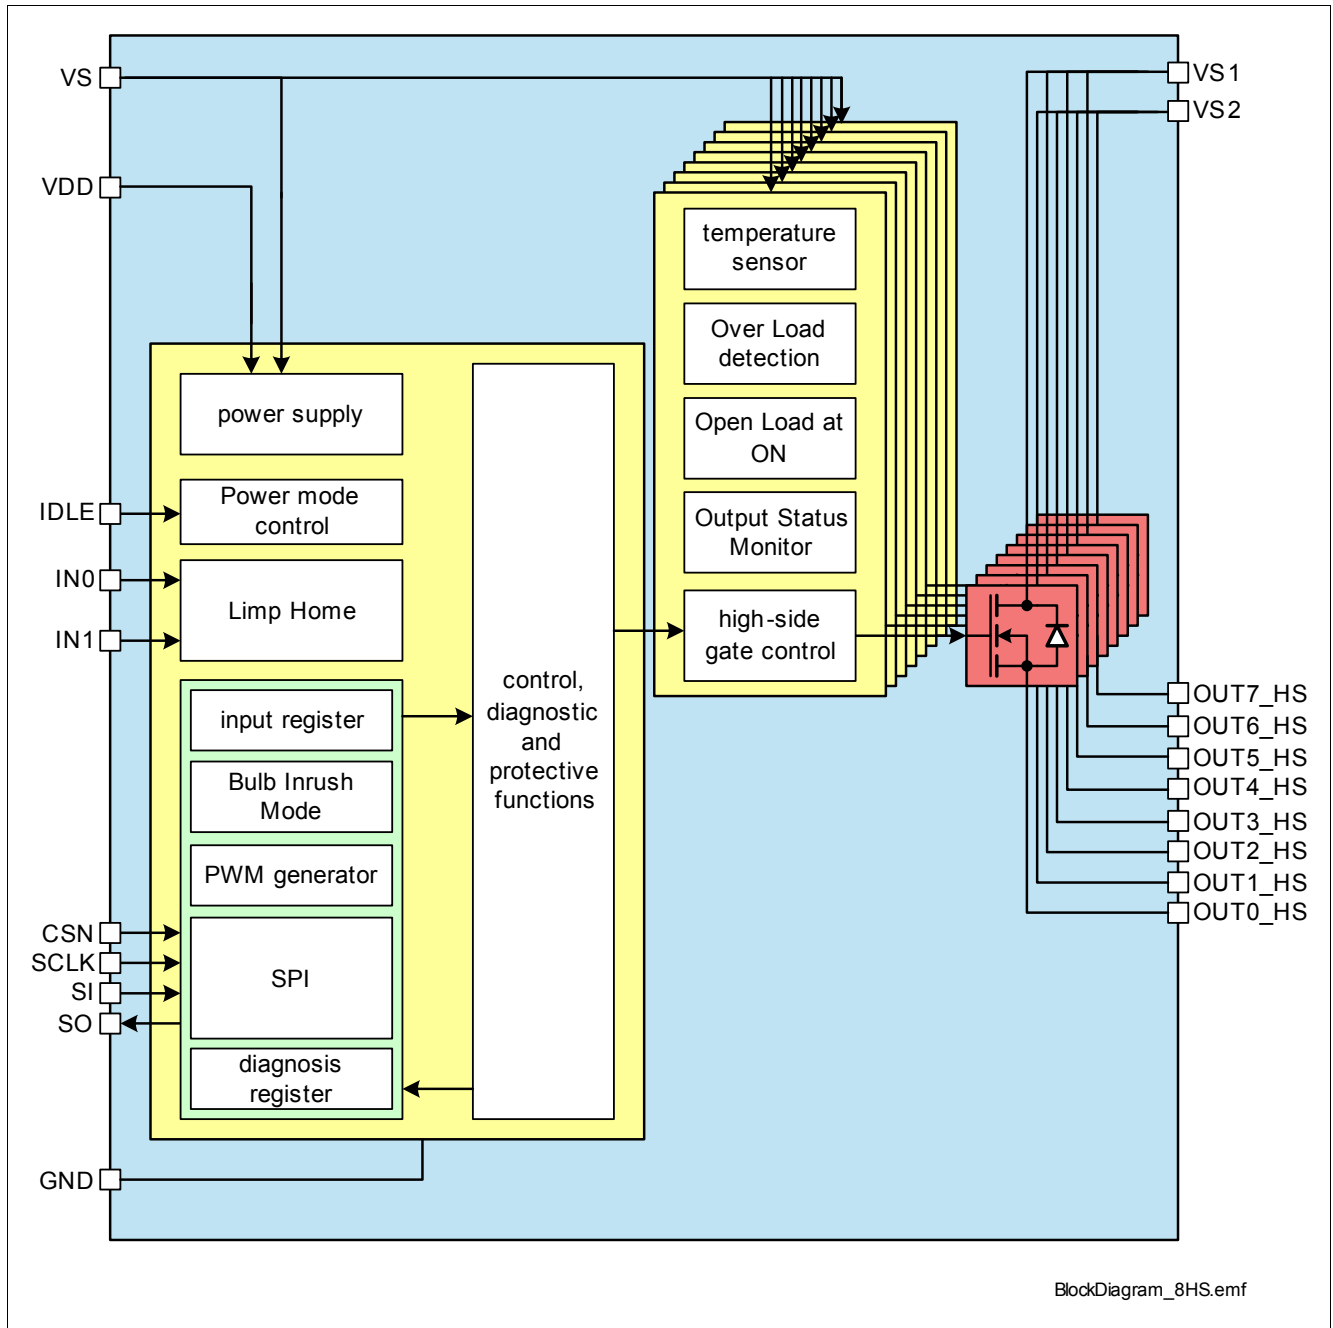 VS
VDD
IDLE
IN0
IN1
CSN
SCLK
SI
SO
GND
power supply
Power mode
control
Limp Home
input register
Bulb Inrush
Mode
PWM generator
SPI
diagnosis
register
control,
diagnostic
and
protective
functions
temperature
sensor
Over Load
detection
Open Load at
ON
Output Status
Monitor
high-side
gate control
VS1
VS2
OUT7_HS
OUT6_HS
OUT5_HS
OUT4_HS
OUT3_HS
OUT2_HS
OUT1_HS
OUT0_HS
BlockDiagram_8HS.emf